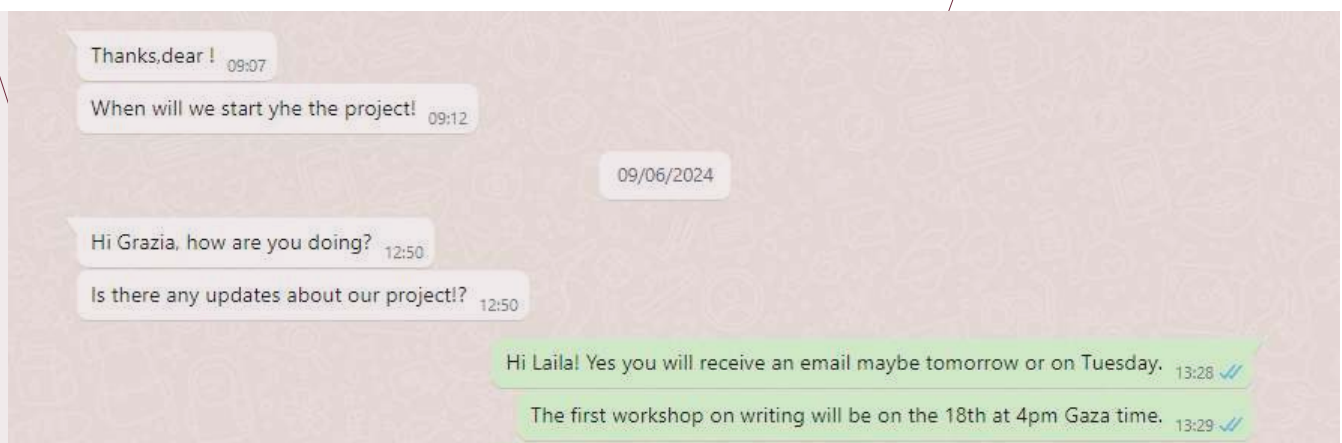 Thanks,dear ! 09:07
When will we start yhe the project! 09:12
09/06/2024
Hi Grazia, how are you doing? 12:50
Is there any updates about our project!? 12:50
Hi Laila! Yes you will receive an email maybe tomorrow or on Tuesday. 13:28
The first workshop on writing will be on the 18th at 4pm Gaza time. 13:29